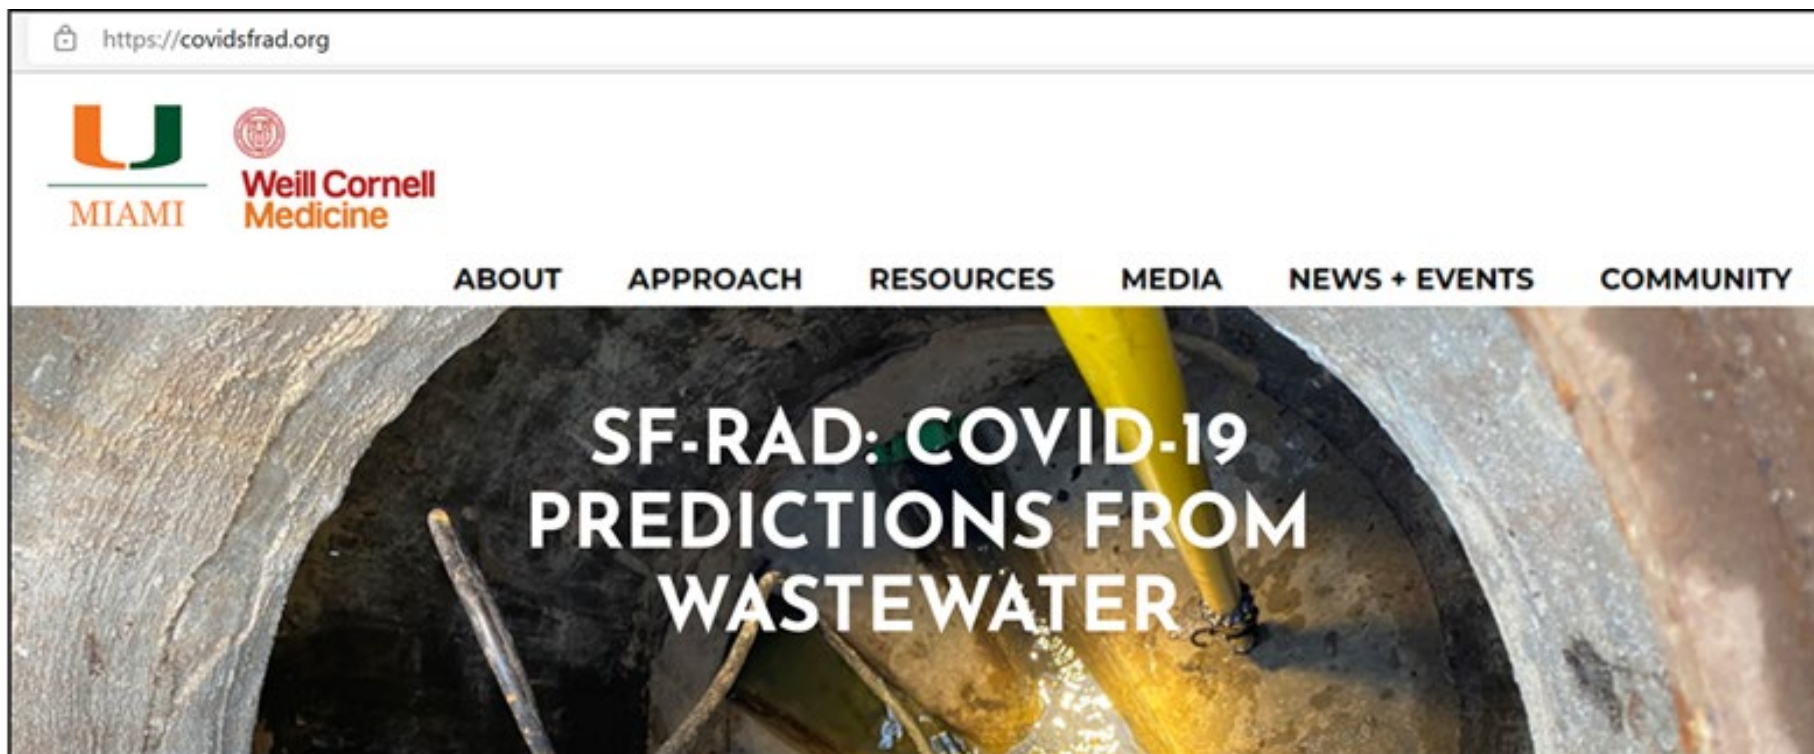 https://covidsfrad.org
U
MIAMI
Weill Cornell
Medicine
ABOUT APPROACH RESOURCES MEDIA NEWS + EVENTS COMMUNITY
SF-RAD: COVID-19
PREDICTIONS FROM
WASTEWATER